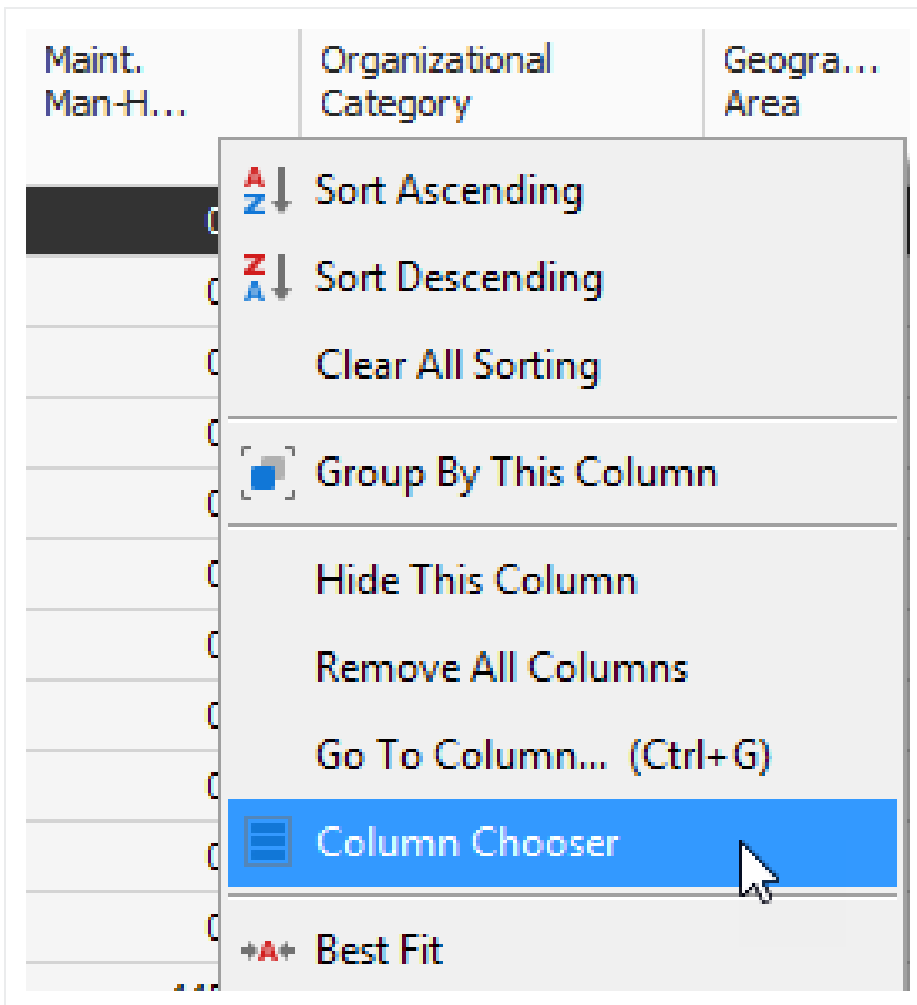 Maint. Organizational Geogra...
Man-H... Category Area
Sort Ascending
Sort Descending
Clear All Sorting
Group By This Column
Hide This Column
Remove All Columns
Go To Column... (Ctrl+G)
Column Chooser
Best Fit